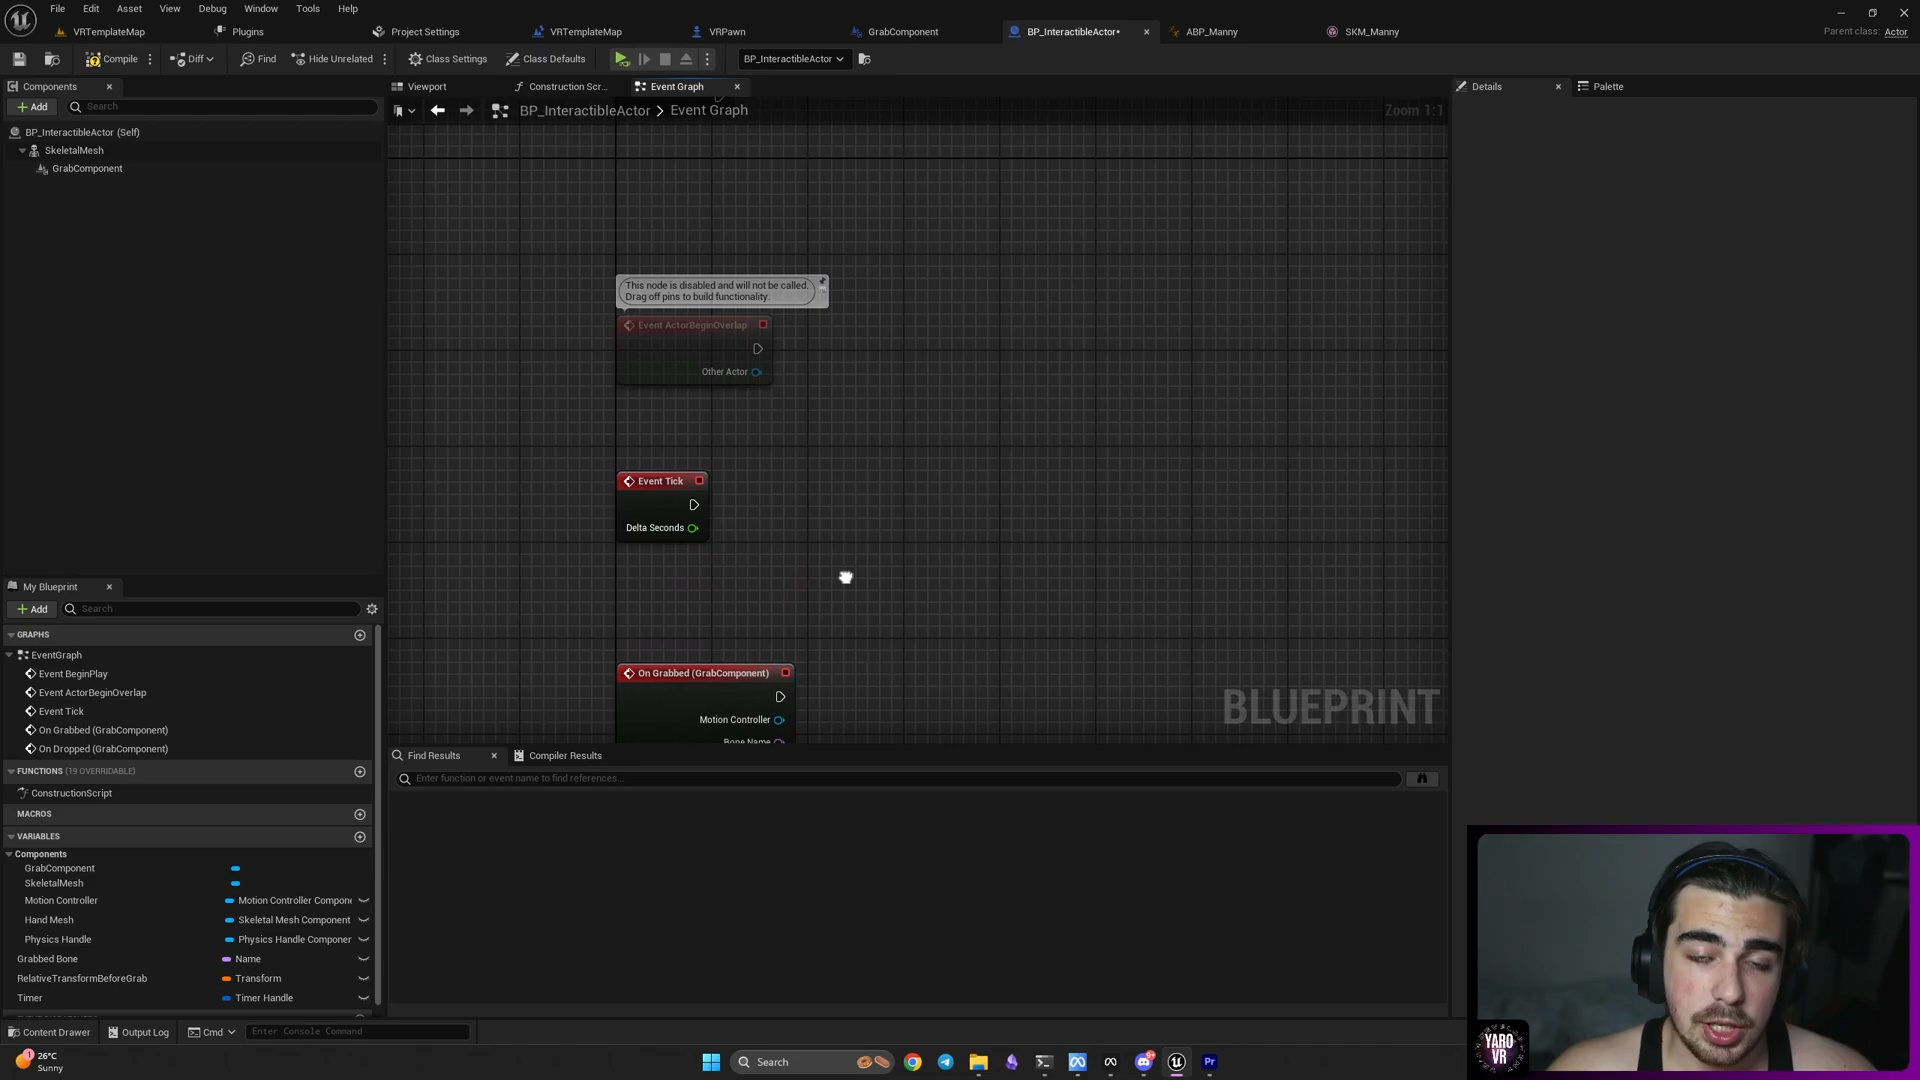 File Edit Asset View Debug Window Tools Help
VRTemplateMap Plugins Project Settings VRTemplateMap VRPawn GrabComponent BP_InteractibleActor* ABP_Manny SKM_Manny Parent class: Actor
Compile Diff Find Hide Unrelated Class Settings Class Defaults BP_InteractibleActor
Components Viewport Construction Scr... Event Graph Details Palette
Add Search BP_InteractibleActor > Event Graph Zoom 1:1
BP_InteractibleActor (Self)
SkeletalMesh
GrabComponent
This node is disabled and will not be called.
Drag off pins to build functionality.
Event ActorBeginOverlap
Other Actor
Event Tick
Delta Seconds
On Grabbed (GrabComponent)
Motion Controller
Bone Name
BLUEPRINT
My Blueprint
Add Search
GRAPHS
EventGraph
Event BeginPlay
Event ActorBeginOverlap
Event Tick
On Grabbed (GrabComponent)
On Dropped (GrabComponent)
FUNCTIONS (19 OVERRIDABLE)
ConstructionScript
MACROS
VARIABLES
Components
GrabComponent
SkeletalMesh
Motion Controller Motion Controller Compone
Hand Mesh Skeletal Mesh Component
Physics Handle Physics Handle Componer
Grabbed Bone Name
RelativeTransformBeforeGrab Transform
Timer Timer Handle
Find Results Compiler Results
Enter function or event name to find references...
Content Drawer Output Log Cmd Enter Console Command
1 26°C
Sunny
Search
9+
Pr
YARO
VR